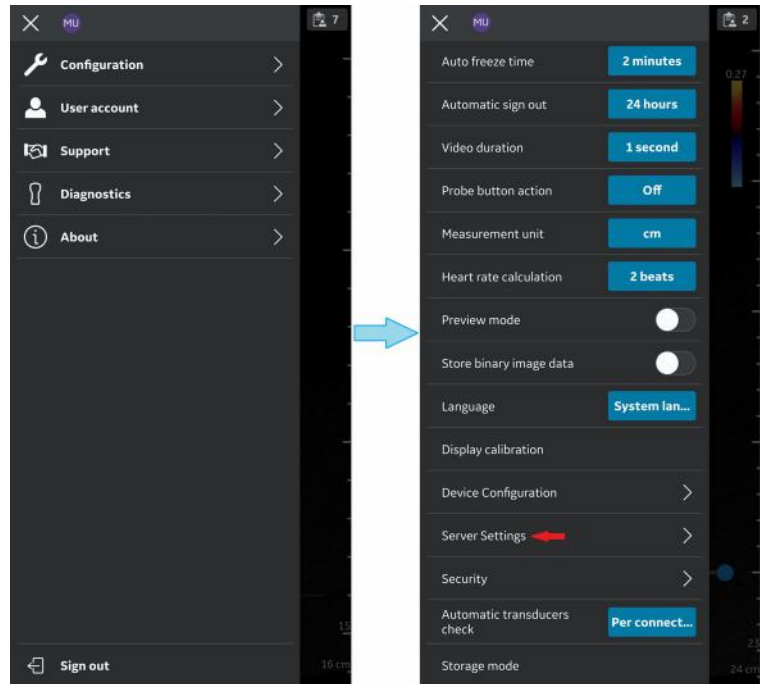 MU
7
Configuration
User account
Support
Diagnostics
About
15
Sign out
16 cm
MU
2
Auto freeze time
2 minutes
0.27
Automatic sign out
24 hours
Video duration
1 second
Probe button action
Off
Measurement unit
cm
Heart rate calculation
2 beats
Preview mode
Store binary image data
Language
System lan...
Display calibration
Device Configuration
Server Settings
Security
Automatic transducers
check
Per connect...
23
Storage mode
24 cm